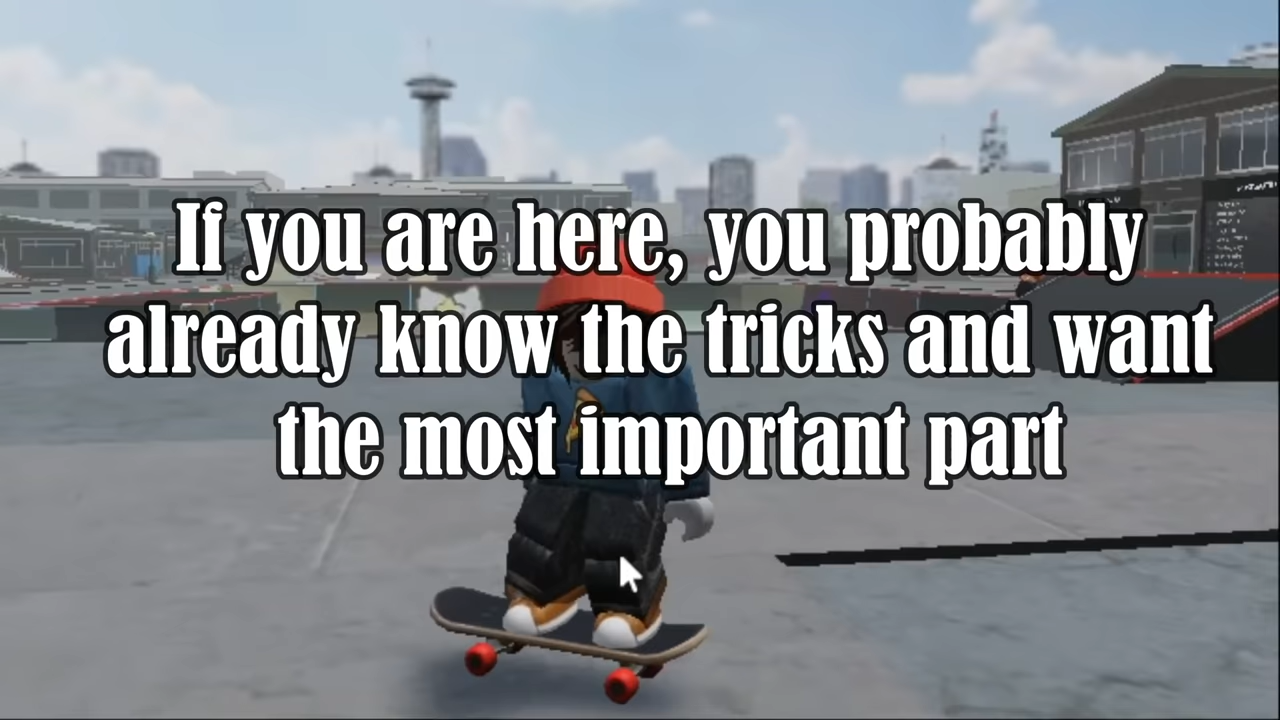 If you are here, you probably
already know the tricks and want
the most important part